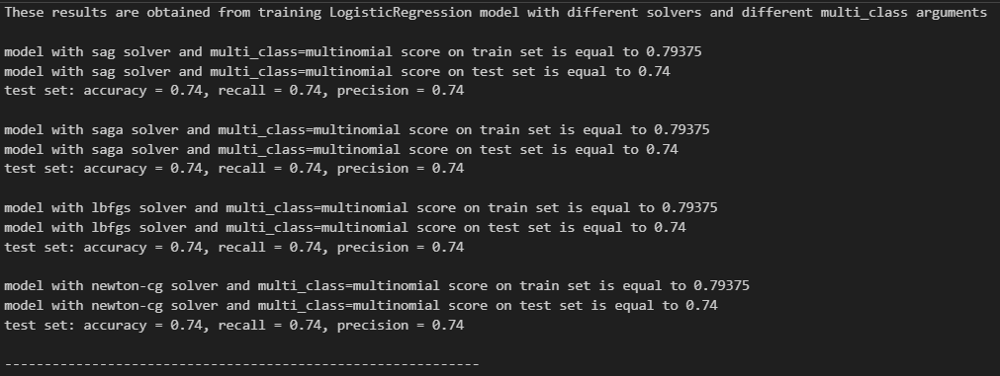 These results are obtained from training LogisticRegression model with different solvers and different multi_class arguments
model with sag solver and multi_class=multinomial score on train set is equal to 0.79375
model with sag solver and multi_class=multinomial score on test set is equal to 0.74
test set: accuracy = 0.74, recall = 0.74, precision = 0.74
model with saga solver and multi_class=multinomial score on train set is equal to 0.79375
model with saga solver and multi_class=multinomial score on test set is equal to 0.74
test set: accuracy = 0.74, recall = 0.74, precision = 0.74
model with lbfgs solver and multi_class=multinomial score on train set is equal to 0.79375
model with lbfgs solver and multi_class=multinomial score on test set is equal to 0.74
test set: accuracy = 0.74, recall = 0.74, precision = 0.74
model with newton-cg solver and multi_class=multinomial score on train set is equal to 0.79375
model with newton-cg solver and multi_class=multinomial score on test set is equal to 0.74
test set: accuracy = 0.74, recall = 0.74, precision = 0.74
------------------------------------------------------------